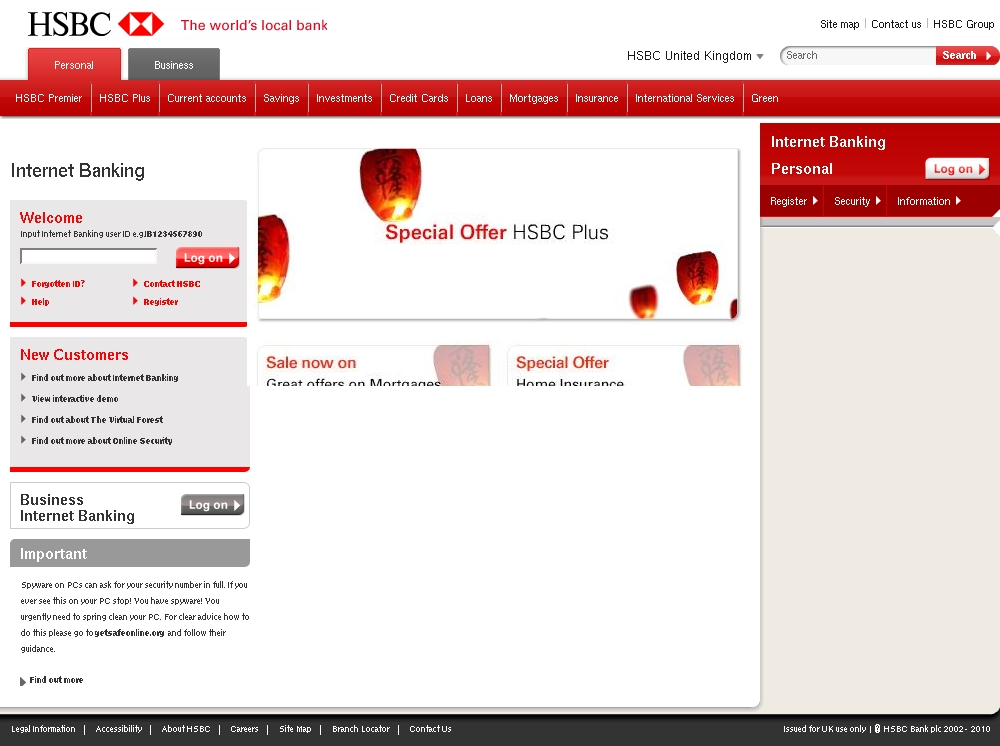 HSBC The world's local bank
Site map Contact us HSBC Group
Personal Business
HSBC United Kingdom Search Search
HSBC Premier HSBC Plus Current accounts Savings Investments Credit Cards Loans Mortgages Insurance International Services Green
Internet Banking
Personal Log on
Register Security Information
Internet Banking
Welcome
Input Internet Banking user ID e.g.IB1234567890
Log on
Forgotten ID? Contact HSBC
Help Register
Special Offer HSBC Plus
New Customers
Find out more about Internet Banking
View interactive demo
Find out about The Virtual Forest
Find out more about Online Security
Sale now on
Great offers on Mortgages
Special Offer
Home Insurance
Business
Internet Banking
Log on
Important
Spyware on PCs can ask for your security number in full. If you
ever see this on your PC stop! You have spyware! You
urgently need to spring clean your PC. For clear advice how to
do this please go to getsafeonline.org and follow their
guidance.
Find out more
Legal Information Accessibility About HSBC Careers Site Map Branch Locator Contact Us
Issued for UK use only | HSBC Bank plc 2002 - 2010